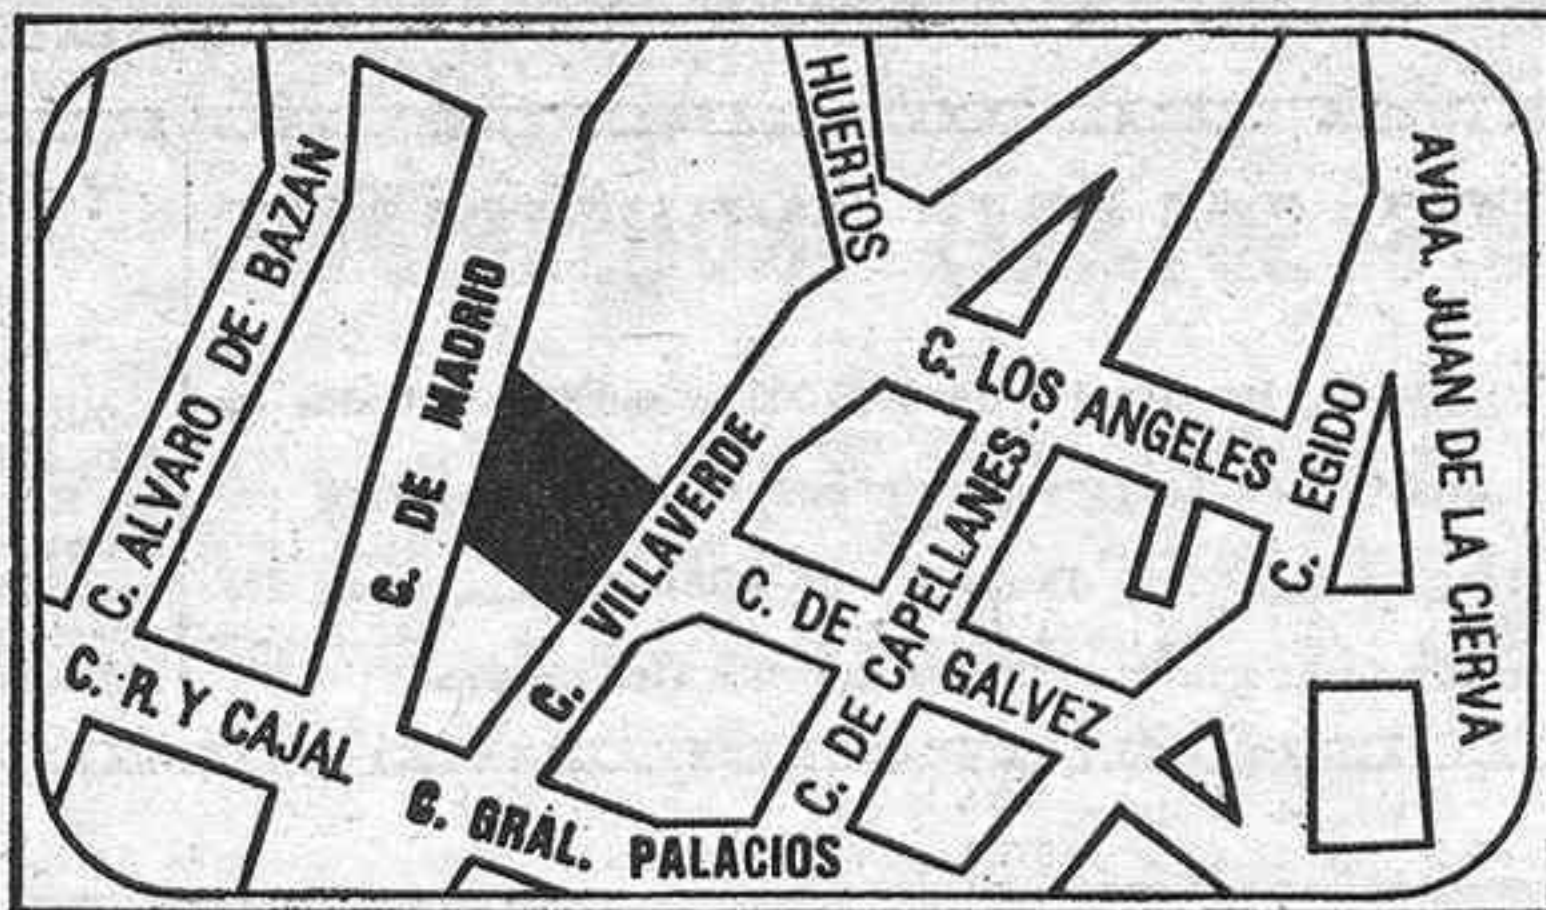 HUERTOS
C. ALVARO DE BAZAN
C. DE MADRID
C. VILLAVERDE
C. LOS ANGELES
C. EGIDO
AVDA. JUAN DE LA CIERVA
C. DE CAPELLANES
C. DE GALVEZ
C. R. Y CAJAL
C. GRAL. PALACIOS